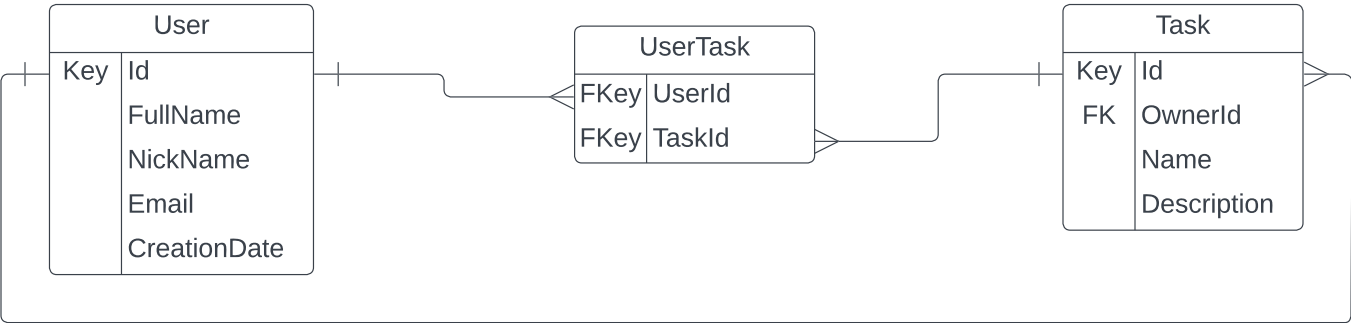 User
Key Id
FullName
NickName
Email
CreationDate
UserTask
FKey UserId
FKey TaskId
Task
Key Id
FK OwnerId
Name
Description